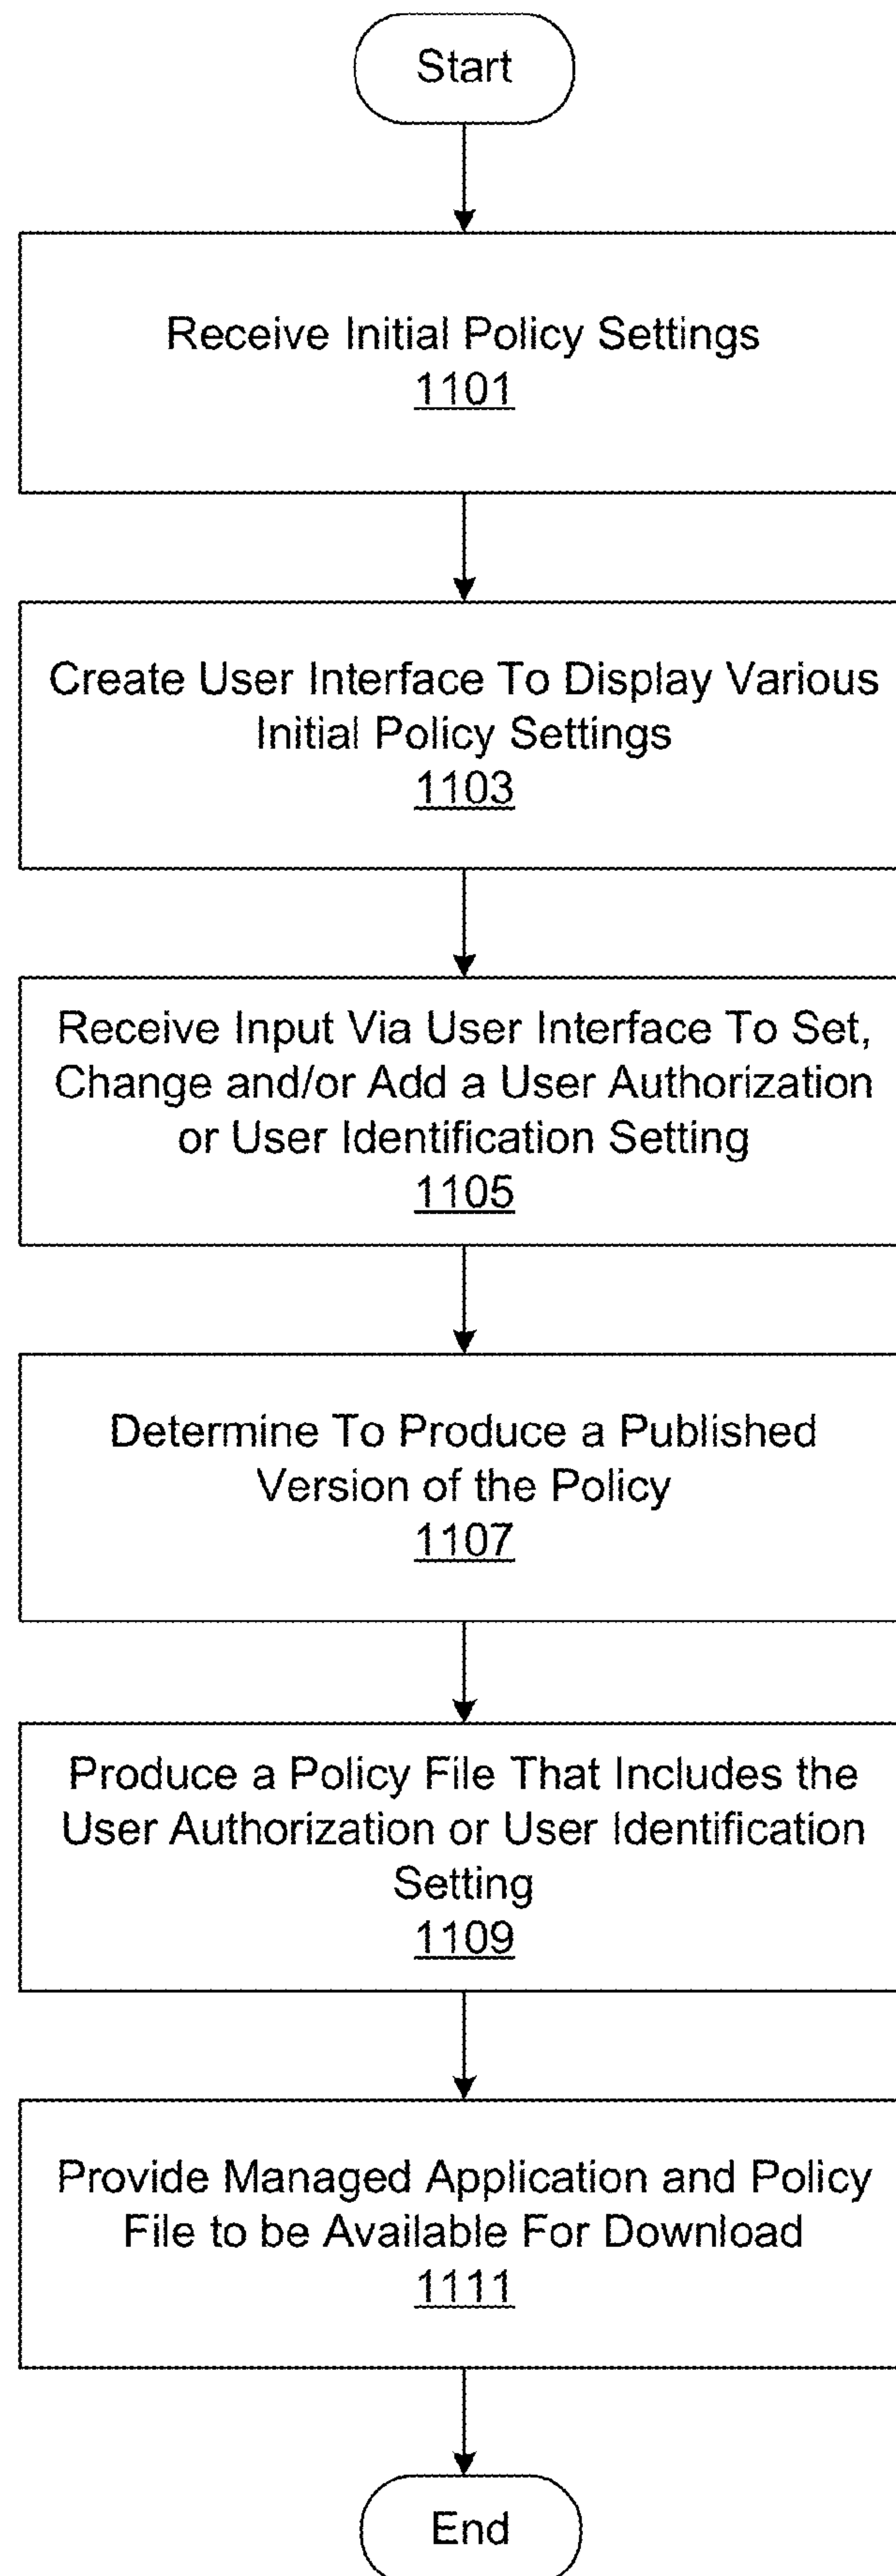 Start
Receive Initial Policy Settings
1101
Create User Interface To Display Various
Initial Policy Settings
1103
Receive Input Via User Interface To Set,
Change and/or Add a User Authorization
or User Identification Setting
1105
Determine To Produce a Published
Version of the Policy
1107
Produce a Policy File That Includes the
User Authorization or User Identification
Setting
1109
Provide Managed Application and Policy
File to be Available For Download
1111
End